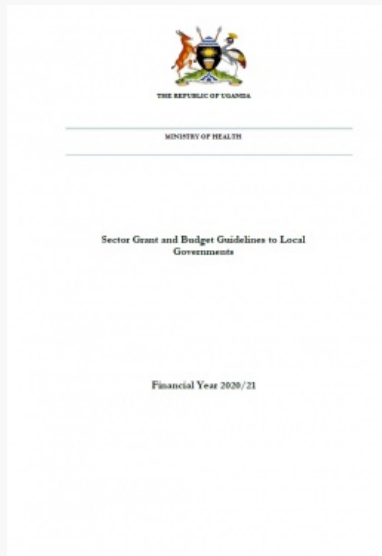 THE REPUBLIC OF UGANDA
MINISTRY OF HEALTH
Sector Grant and Budget Guidelines to Local
Governments
Financial Year 2020/21